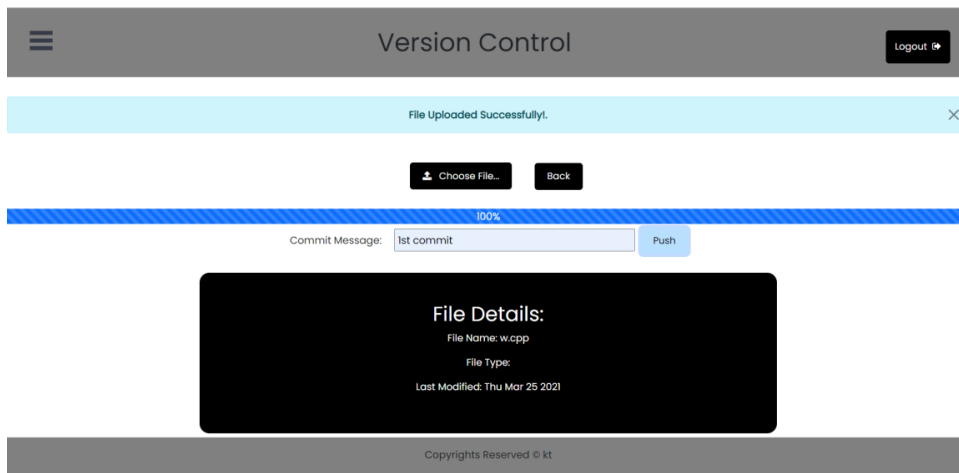 Version Control
Logout
File Uploaded Successfully!.
Choose File... Back
100%
Commit Message: 1st commit Push
File Details:
File Name: w.cpp
File Type:
Last Modified: Thu Mar 25 2021
Copyrights Reserved © kt